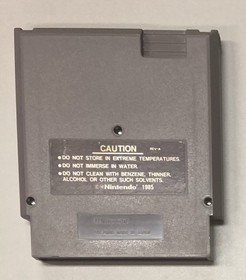 CAUTION
• DO NOT STORE IN EXTREME TEMPERATURES.
• DO NOT IMMERSE IN WATER.
• DO NOT CLEAN WITH BENZENE, THINNER,
ALCOHOL OR OTHER SUCH SOLVENTS.
©Nintendo 1985